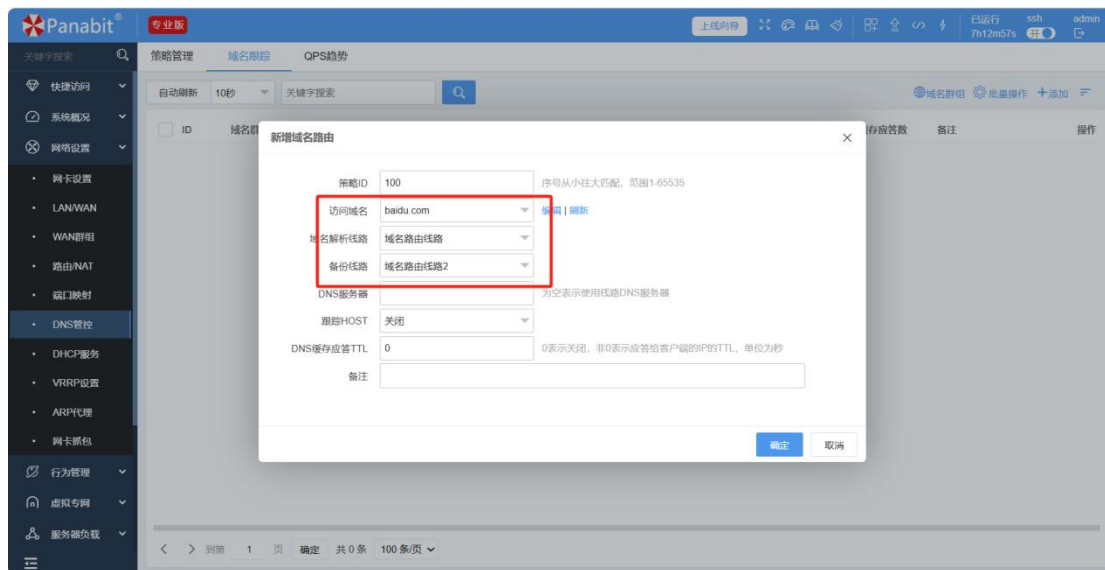 Panabit®
专业版
上线向导
已运行
7h12m57s
ssh
开
admin
关键字搜索
策略管理
域名跟踪
QPS趋势
快捷访问
自动刷新
10秒
关键字搜索
域名群组
批量操作
添加
系统概况
ID
域名群
存应答数
备注
操作
网络设置
新增域名路由
网卡设置
策略ID
100
序号从小往大匹配，范围1-65535
LAN/WAN
访问域名
baidu.com
编辑 | 刷新
WAN群组
域名解析线路
域名路由线路
路由/NAT
备份线路
域名路由线路2
端口映射
DNS服务器
为空表示使用线路DNS服务器
DNS管控
跟踪HOST
关闭
DHCP服务
DNS缓存应答TTL
0
0表示关闭，非0表示应答给客户端的IP的TTL，单位为秒
VRRP设置
备注
ARP代理
网卡抓包
确定
取消
行为管理
虚拟专网
服务器负载
到第
1
页
确定
共 0 条
100 条/页